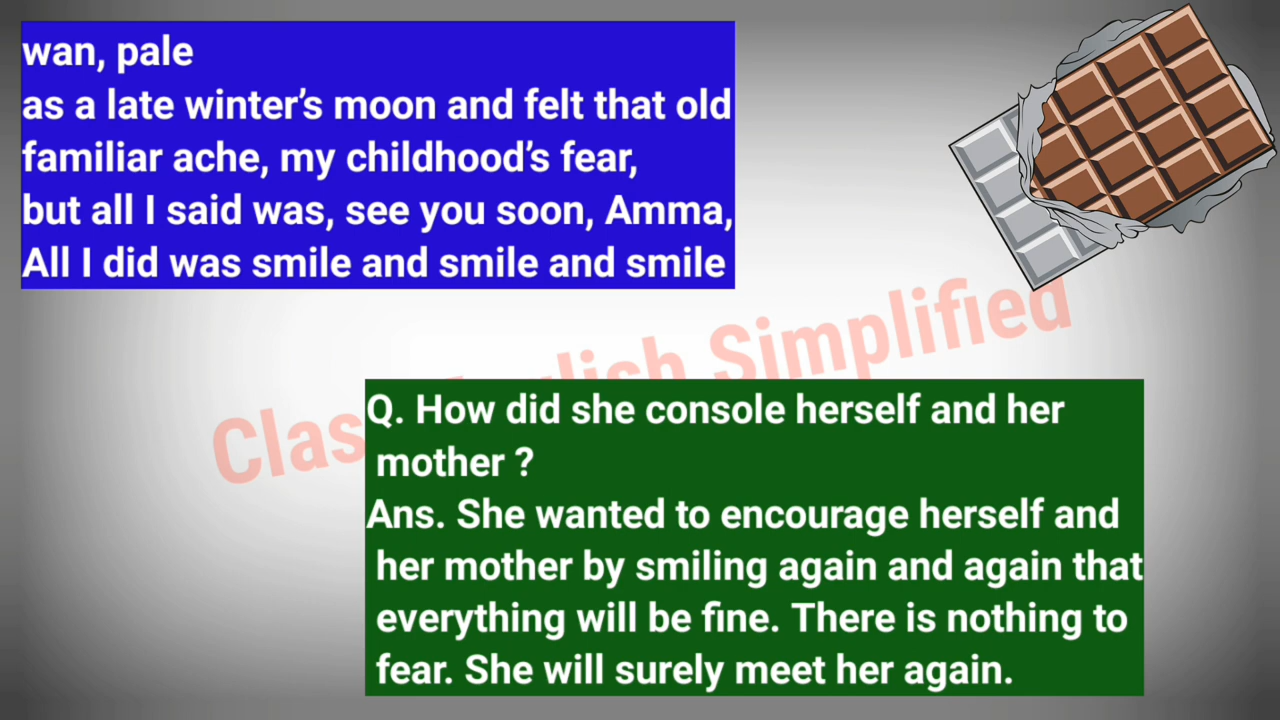 wan, pale
as a late winter’s moon and felt that old
familiar ache, my childhood’s fear,
but all I said was, see you soon, Amma,
All I did was smile and smile and smile
Clas English Simplified
Q. How did she console herself and her
mother ?
Ans. She wanted to encourage herself and
her mother by smiling again and again that
everything will be fine. There is nothing to
fear. She will surely meet her again.